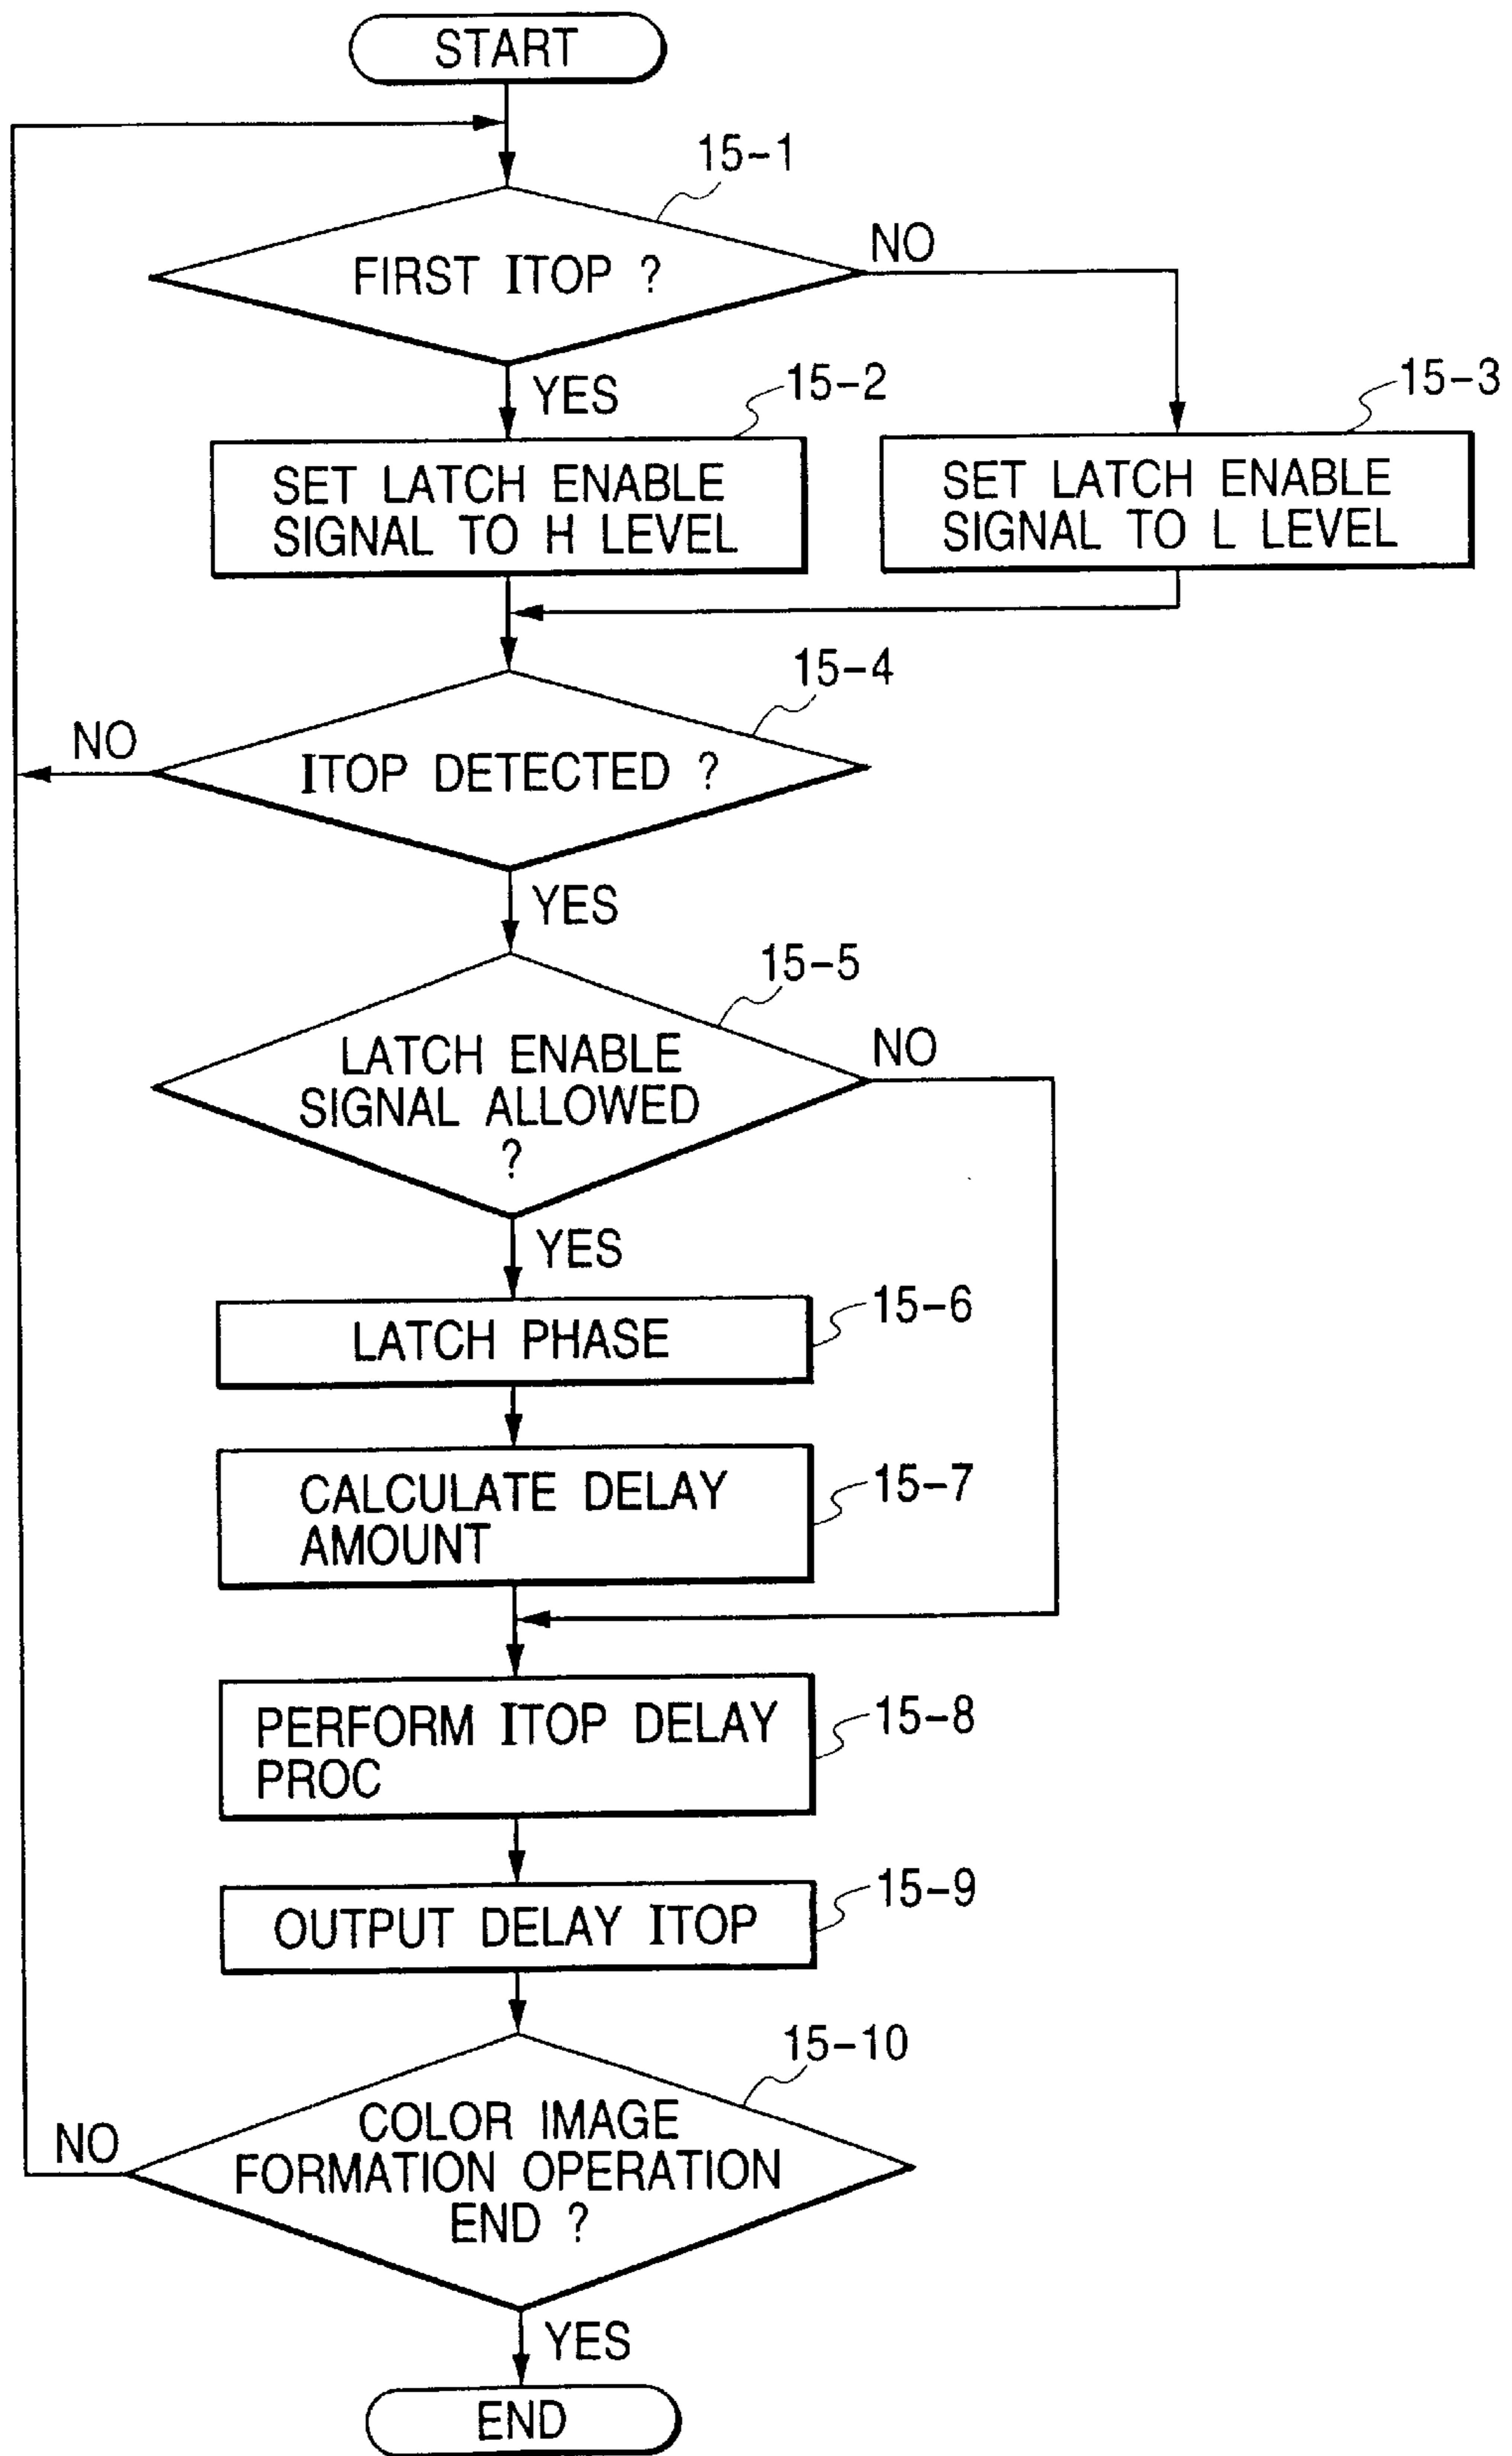 START
15-1
FIRST ITOP ?
NO
YES
15-2
15-3
SET LATCH ENABLE
SIGNAL TO H LEVEL
SET LATCH ENABLE
SIGNAL TO L LEVEL
15-4
NO
ITOP DETECTED ?
YES
15-5
LATCH ENABLE
SIGNAL ALLOWED
?
NO
YES
15-6
LATCH PHASE
15-7
CALCULATE DELAY
AMOUNT
15-8
PERFORM ITOP DELAY
PROC
15-9
OUTPUT DELAY ITOP
15-10
COLOR IMAGE
FORMATION OPERATION
END ?
NO
YES
END